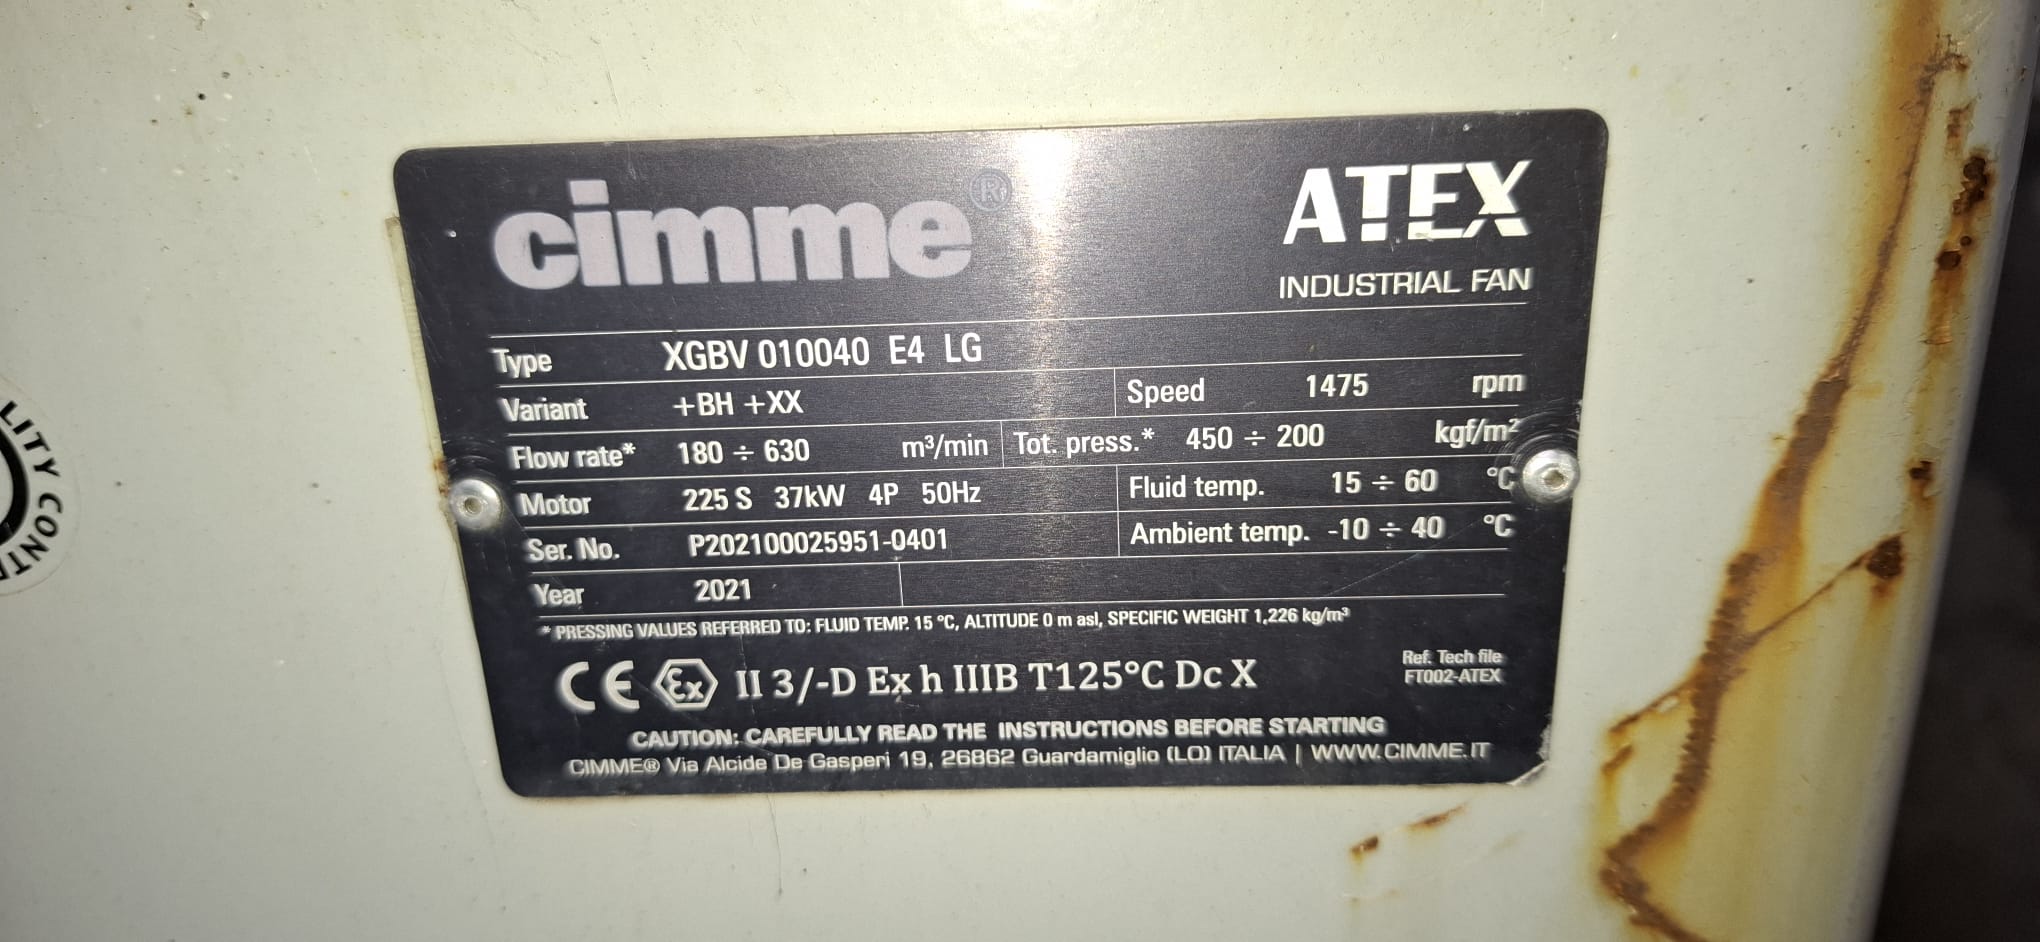 cimme®
ATEX
INDUSTRIAL FAN
Type XGBV 010040 E4 LG
Variant +BH +XX Speed 1475 rpm
Flow rate* 180 ÷ 630 m³/min Tot. press.* 450 ÷ 200 kgf/m²
Motor 225 S 37kW 4P 50Hz Fluid temp. 15 ÷ 60 °C
Ser. No. P202100025951-0401 Ambient temp. -10 ÷ 40 °C
Year 2021
* PRESSING VALUES REFERRED TO: FLUID TEMP. 15 °C, ALTITUDE 0 m asl, SPECIFIC WEIGHT 1,226 kg/m³
CE Ex II 3/-D Ex h IIIB T125°C Dc X
Ref. Tech file
FT002-ATEX
CAUTION: CAREFULLY READ THE INSTRUCTIONS BEFORE STARTING
CIMME® Via Alcide De Gasperi 19, 26862 Guardamiglio (LO) ITALIA | WWW.CIMME.IT